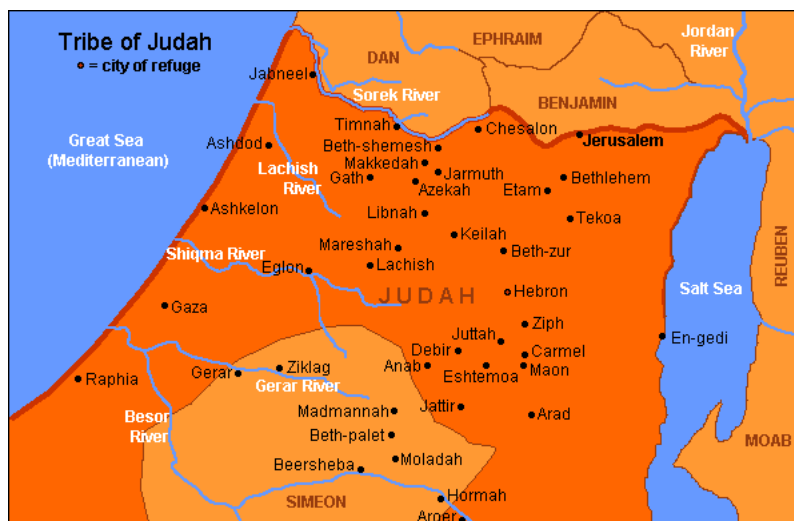 Tribe of Judah
= city of refuge
EPHRAIM
Jordan
River
DAN
Jabneel
Sorek River
BENJAMIN
Great Sea
(Mediterranean)
Timnah
Chesalon
Jerusalem
Ashdod
Beth-shemesh
Makkedah
Lachish
River
Gath
Jarmuth
Azekah
Etam
Bethlehem
Ashkelon
Libnah
Tekoa
Keilah
Shiqma River
Mareshah
Beth-zur
Eglon
Lachish
REUBEN
JUDAH
Hebron
Salt Sea
Gaza
Ziph
Juttah
En-gedi
Debir
Carmel
Raphia
Gerar
Ziklag
Anab
Eshtemoa
Maon
Gerar River
Besor
River
Madmannah
Jattir
Arad
Beth-palet
MOAB
Beersheba
Moladah
SIMEON
Hormah
Aroer